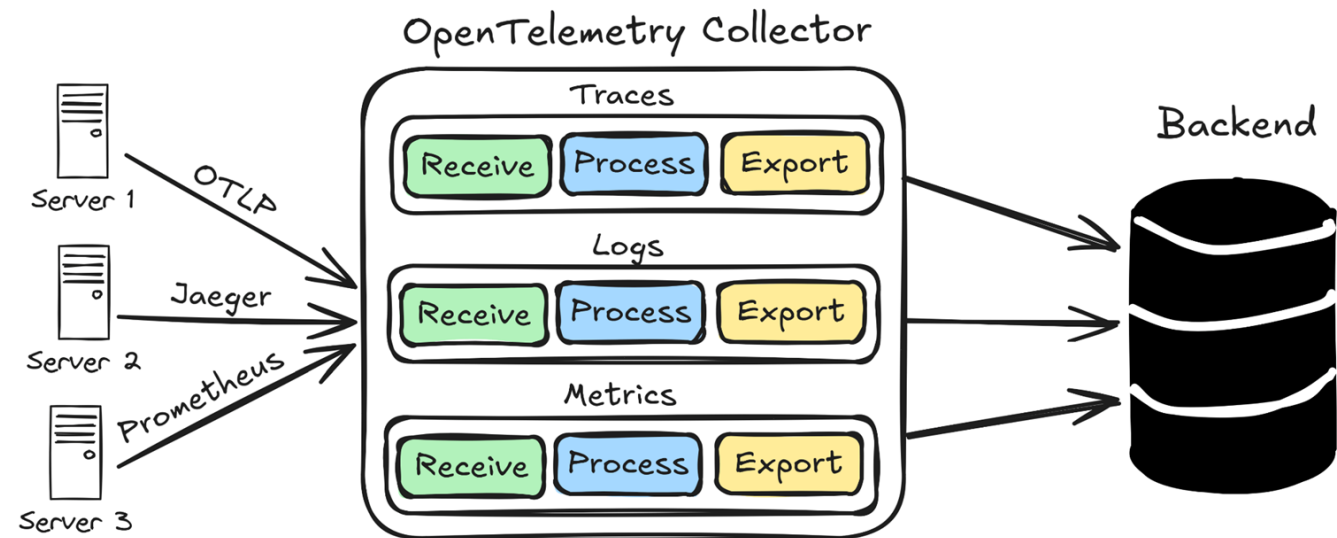 OpenTelemetry Collector
Server 1
Server 2
Server 3
OTLP
Jaeger
Prometheus
Traces
Receive Process Export
Logs
Receive Process Export
Metrics
Receive Process Export
Backend